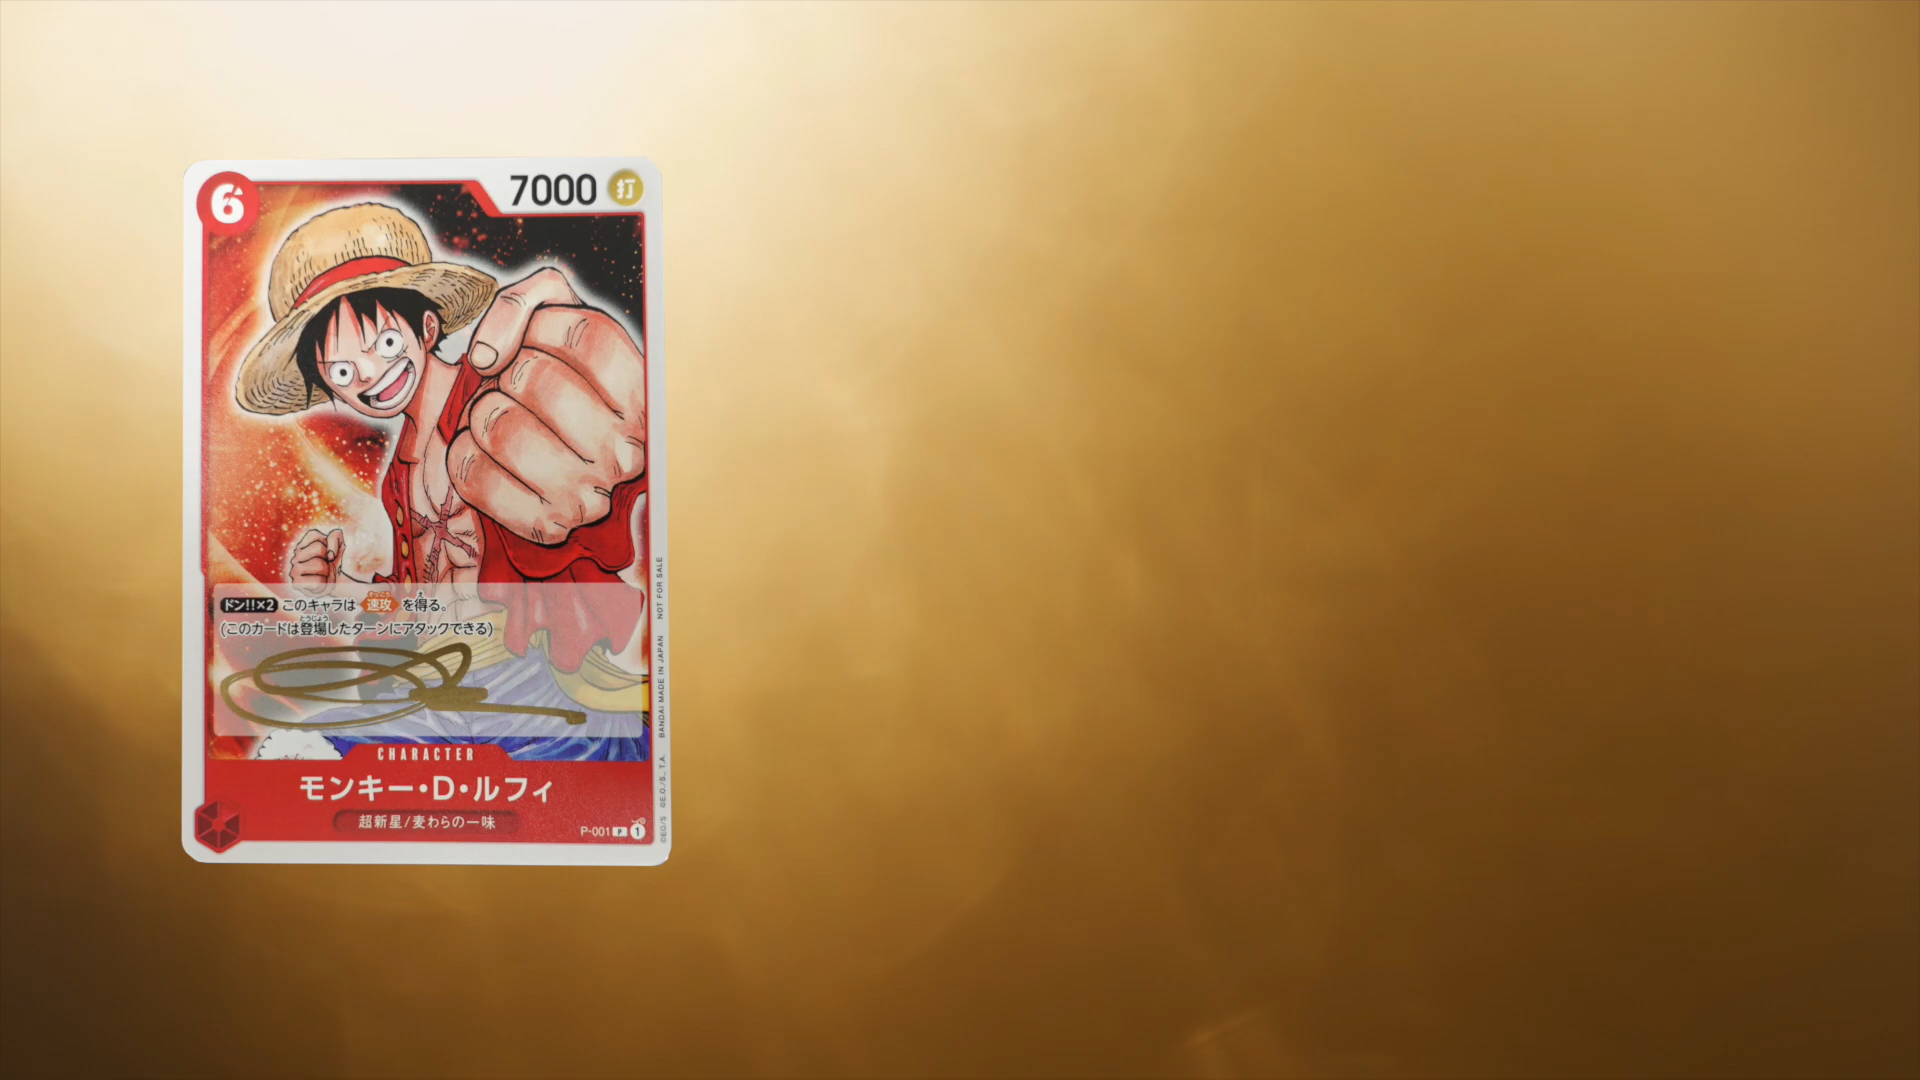 6
7000 打
ドン!!×2 このキャラは 速攻 を得る。
(このカードは登場したターンにアタックできる)
CHARACTER
モンキー・D・ルフィ
超新星/麦わらの一味
P-001 P 1
©E.O/S ©E.O./S., T.A. BANDAI MADE IN JAPAN NOT FOR SALE